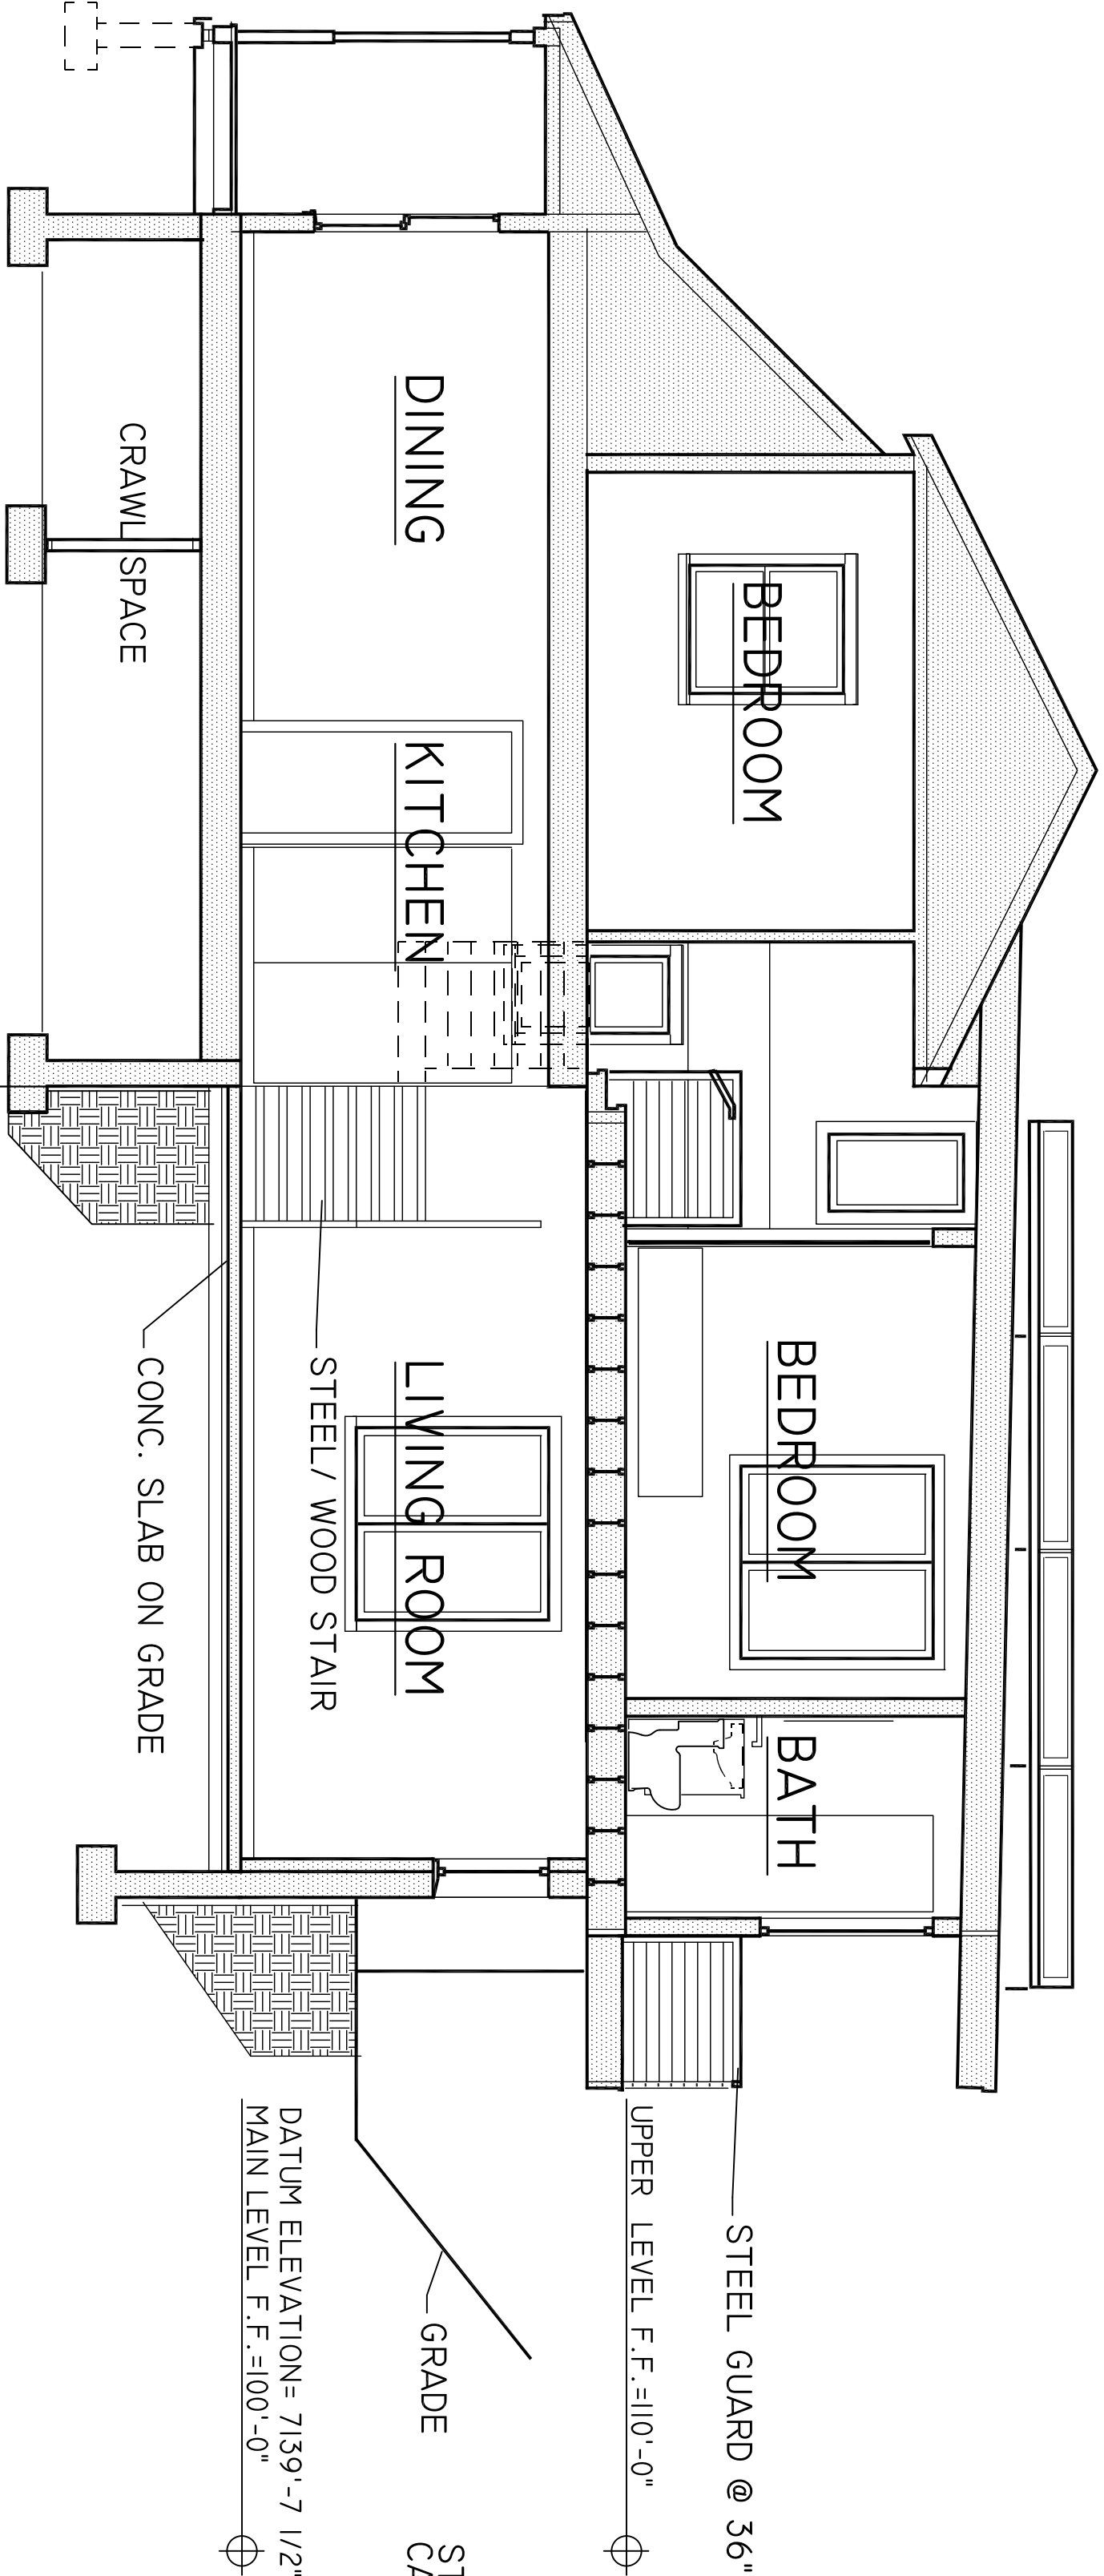 BEDROOM
BEDROOM
BATH
STEEL GUARD @ 36"
UPPER LEVEL F.F.=110'-0"
DINING
KITCHEN
LIVING ROOM
STEEL/ WOOD STAIR
GRADE
DATUM ELEVATION= 7139'-7 1/2"
MAIN LEVEL F.F.=100'-0"
CRAWL SPACE
CONC. SLAB ON GRADE